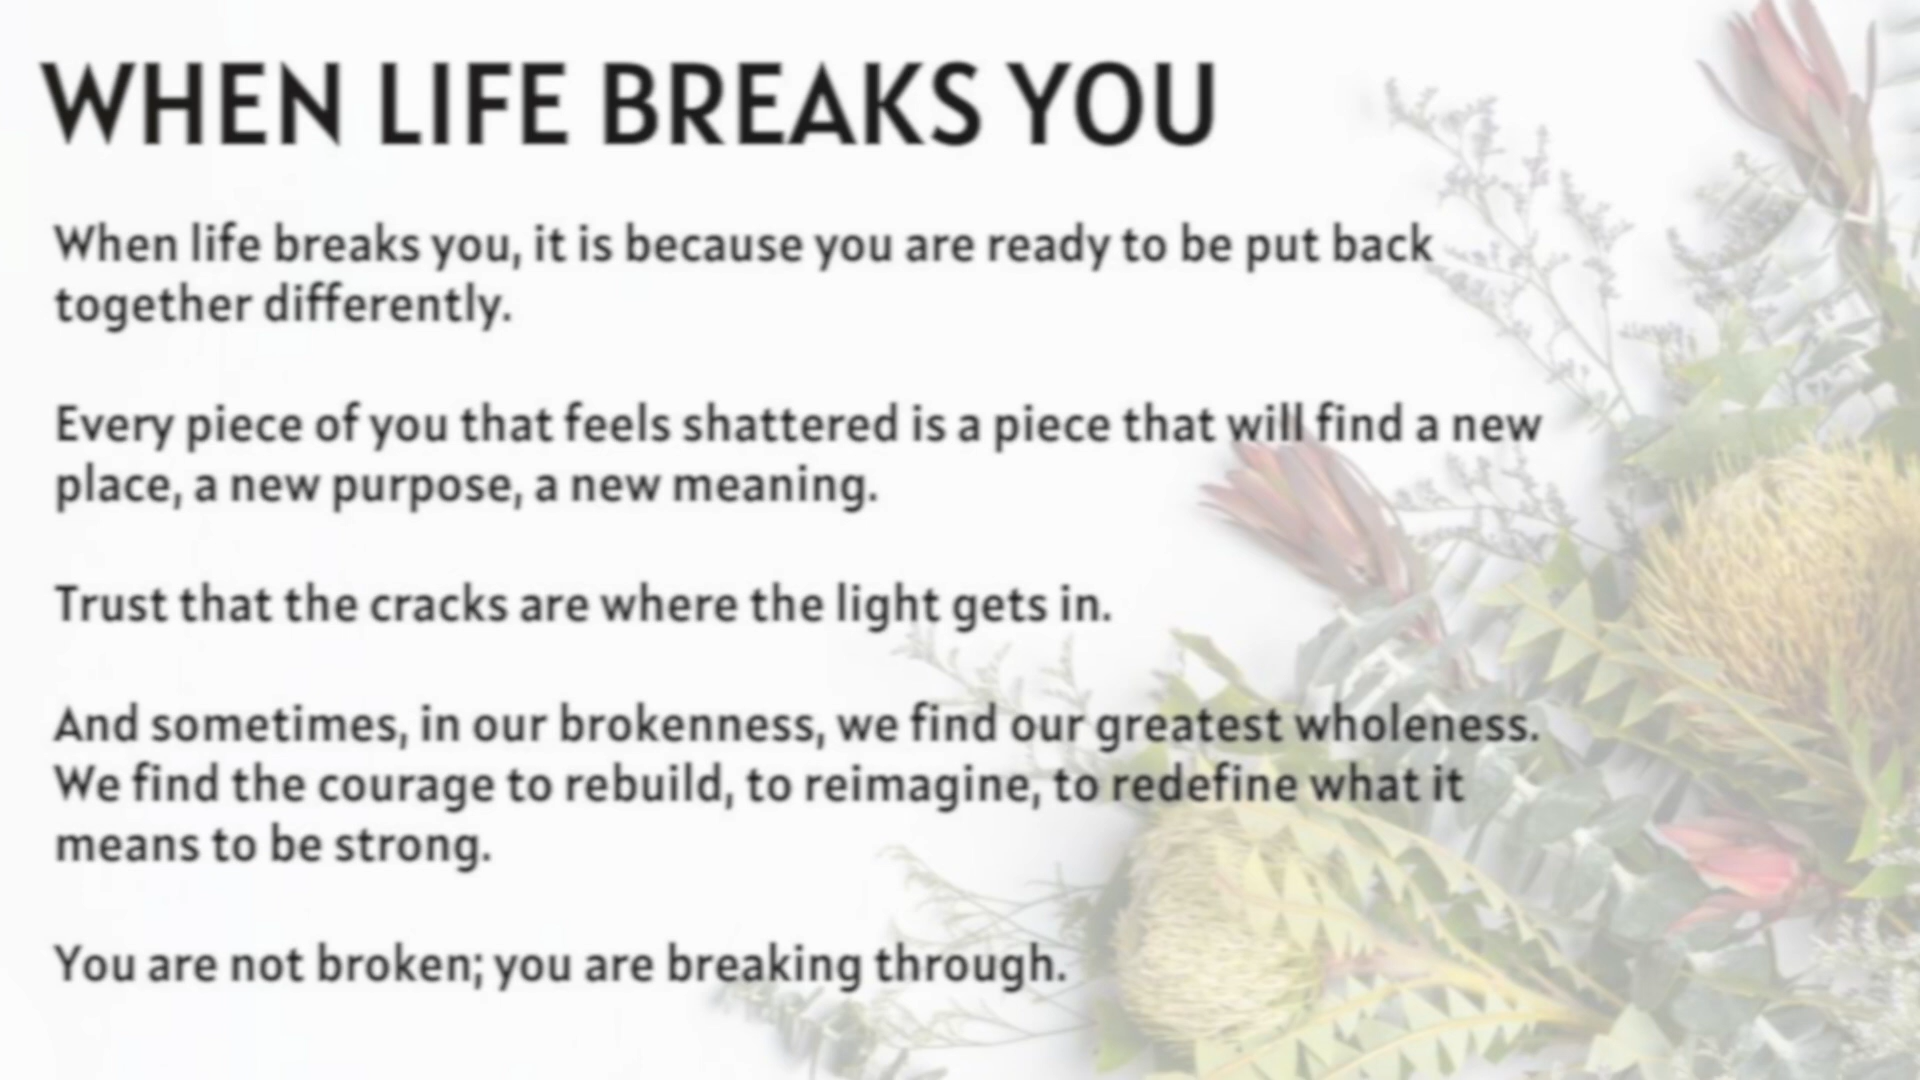 WHEN LIFE BREAKS YOU
When life breaks you, it is because you are ready to be put back
together differently.
Every piece of you that feels shattered is a piece that will find a new
place, a new purpose, a new meaning.
Trust that the cracks are where the light gets in.
And sometimes, in our brokenness, we find our greatest wholeness.
We find the courage to rebuild, to reimagine, to redefine what it
means to be strong.
You are not broken; you are breaking through.